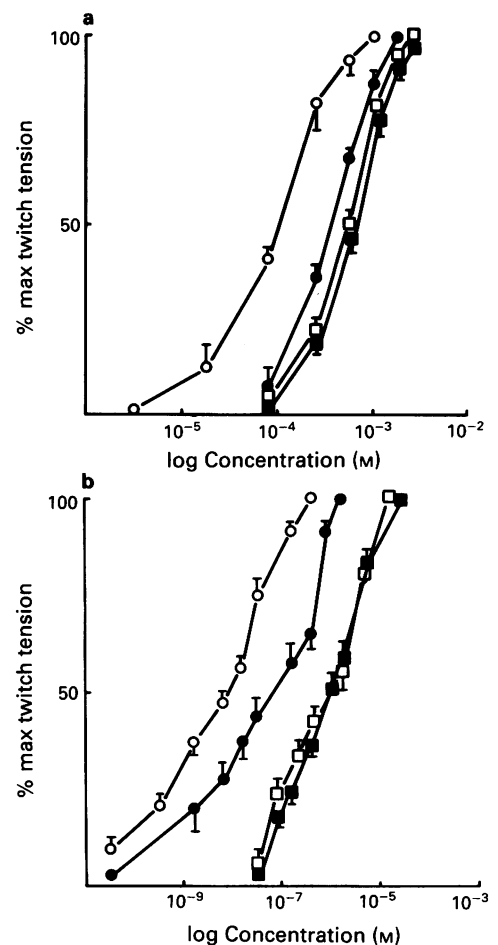 a
100
50
% max twitch tension
10⁻⁵ 10⁻⁴ 10⁻³ 10⁻²
log Concentration (M)
b
100
50
% max twitch tension
10⁻⁹ 10⁻⁷ 10⁻⁵ 10⁻³
log Concentration (M)